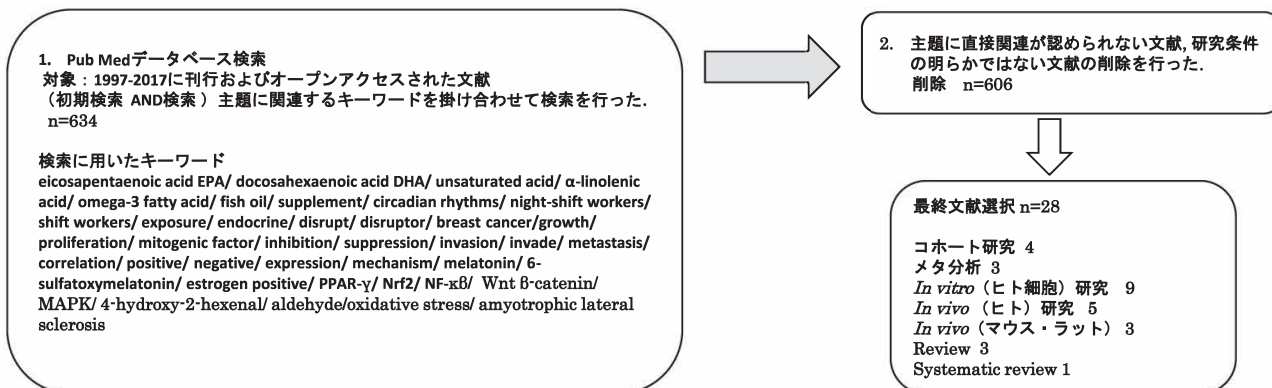 1. Pub Medデータベース検索
対象：1997-2017に刊行およびオープンアクセスされた文献
（初期検索 AND検索 ）主題に関連するキーワードを掛け合わせて検索を行った.
n=634
検索に用いたキーワード
eicosapentaenoic acid EPA/ docosahexaenoic acid DHA/ unsaturated acid/ α-linolenic
acid/ omega-3 fatty acid/ fish oil/ supplement/ circadian rhythms/ night-shift workers/
shift workers/ exposure/ endocrine/ disrupt/ disruptor/ breast cancer/growth/
proliferation/ mitogenic factor/ inhibition/ suppression/ invasion/ invade/ metastasis/
correlation/ positive/ negative/ expression/ mechanism/ melatonin/ 6-
sulfatoxymelatonin/ estrogen positive/ PPAR-γ/ Nrf2/ NF-κß/ Wnt ß-catenin/
MAPK/ 4-hydroxy-2-hexenal/ aldehyde/oxidative stress/ amyotrophic lateral
sclerosis
2. 主題に直接関連が認められない文献, 研究条件
の明らかではない文献の削除を行った.
削除 n=606
最終文献選択 n=28
コホート研究 4
メタ分析 3
In vitro（ヒト細胞）研究 9
In vivo（ヒト）研究 5
In vivo（マウス・ラット） 3
Review 3
Systematic review 1